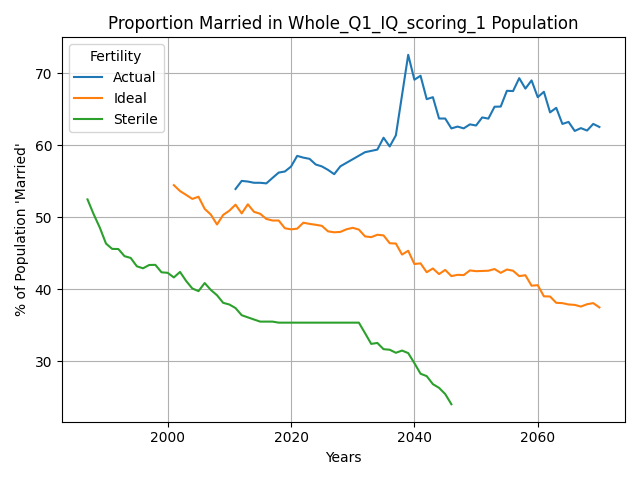 Proportion Married in Whole_Q1_IQ_scoring_1 Population
Fertility
Actual
Ideal
Sterile
% of Population 'Married'
70
60
50
40
30
2000
2020
2040
2060
Years